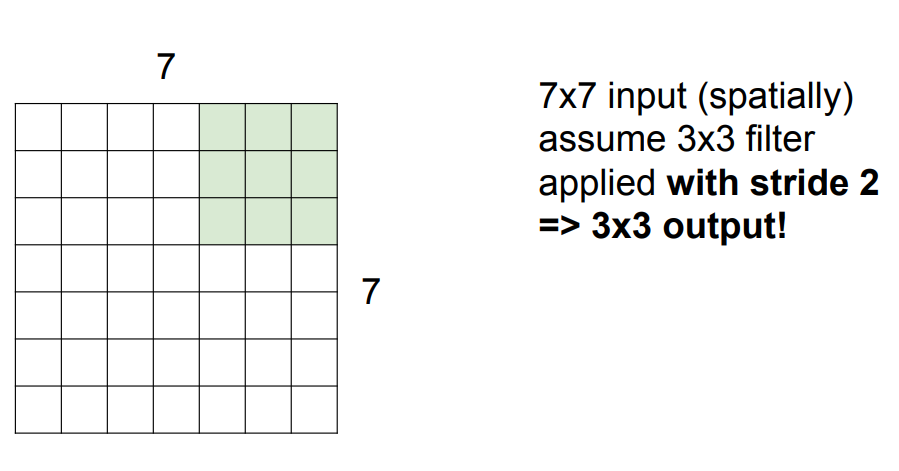 7
7x7 input (spatially)
assume 3x3 filter
applied with stride 2
=> 3x3 output!
7